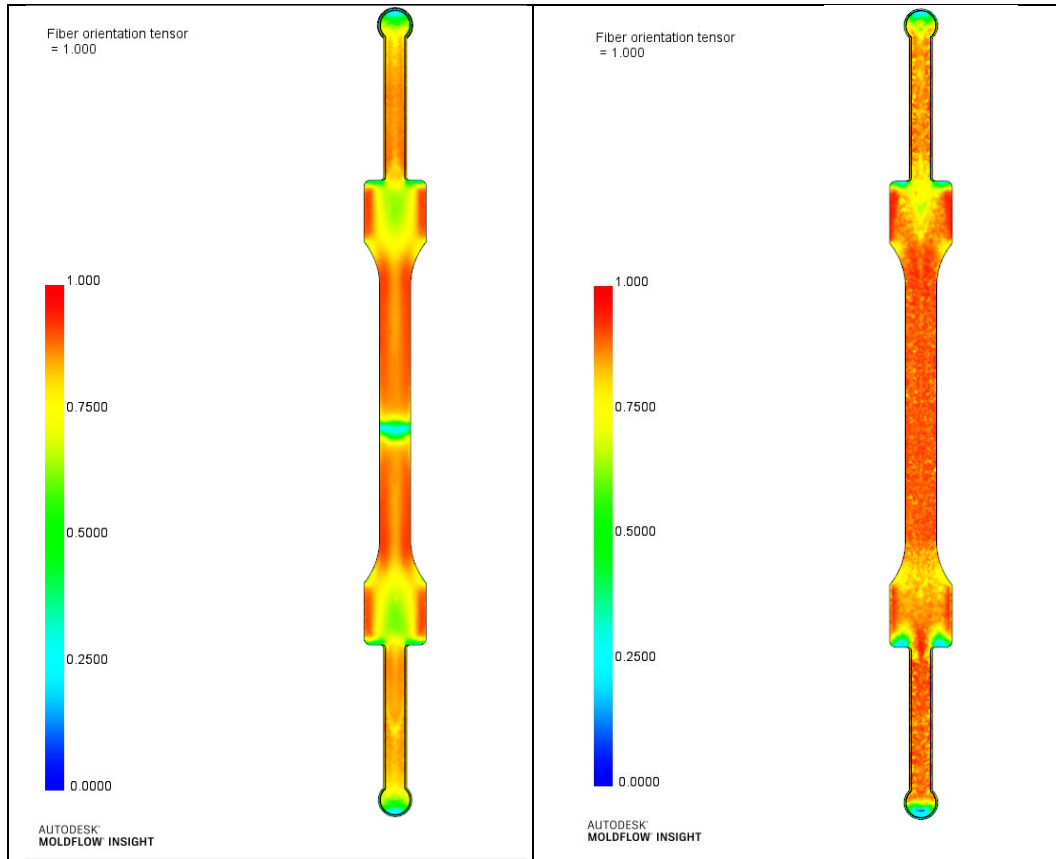 Fiber orientation tensor
= 1.000
1.000
0.7500
0.5000
0.2500
0.0000
AUTODESK®
MOLDFLOW® INSIGHT
Fiber orientation tensor
= 1.000
1.000
0.7500
0.5000
0.2500
0.0000
AUTODESK®
MOLDFLOW® INSIGHT